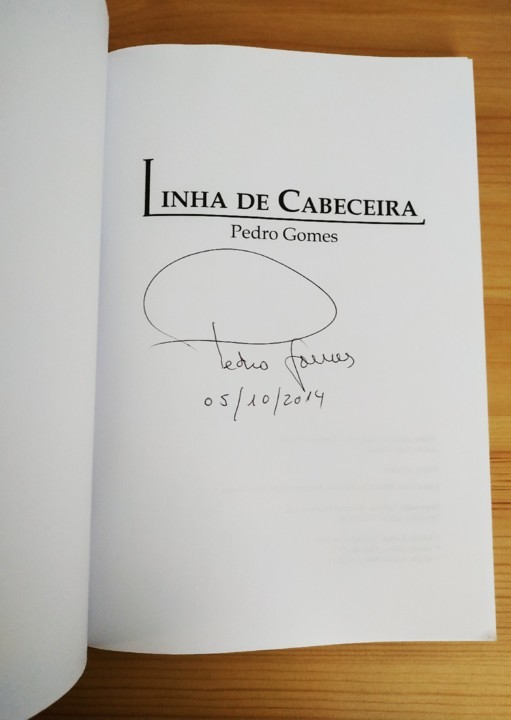 LINHA DE CABECEIRA
Pedro Gomes
Pedro Gomes
05/10/2014